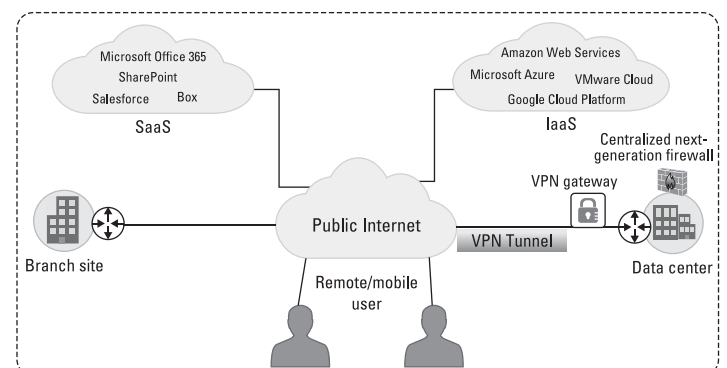 Microsoft Office 365
SharePoint
Salesforce Box
SaaS
Amazon Web Services
Microsoft Azure VMware Cloud
Google Cloud Platform
IaaS
Centralized next-
generation firewall
VPN gateway
Public Internet
VPN Tunnel
Branch site
Data center
Remote/mobile
user